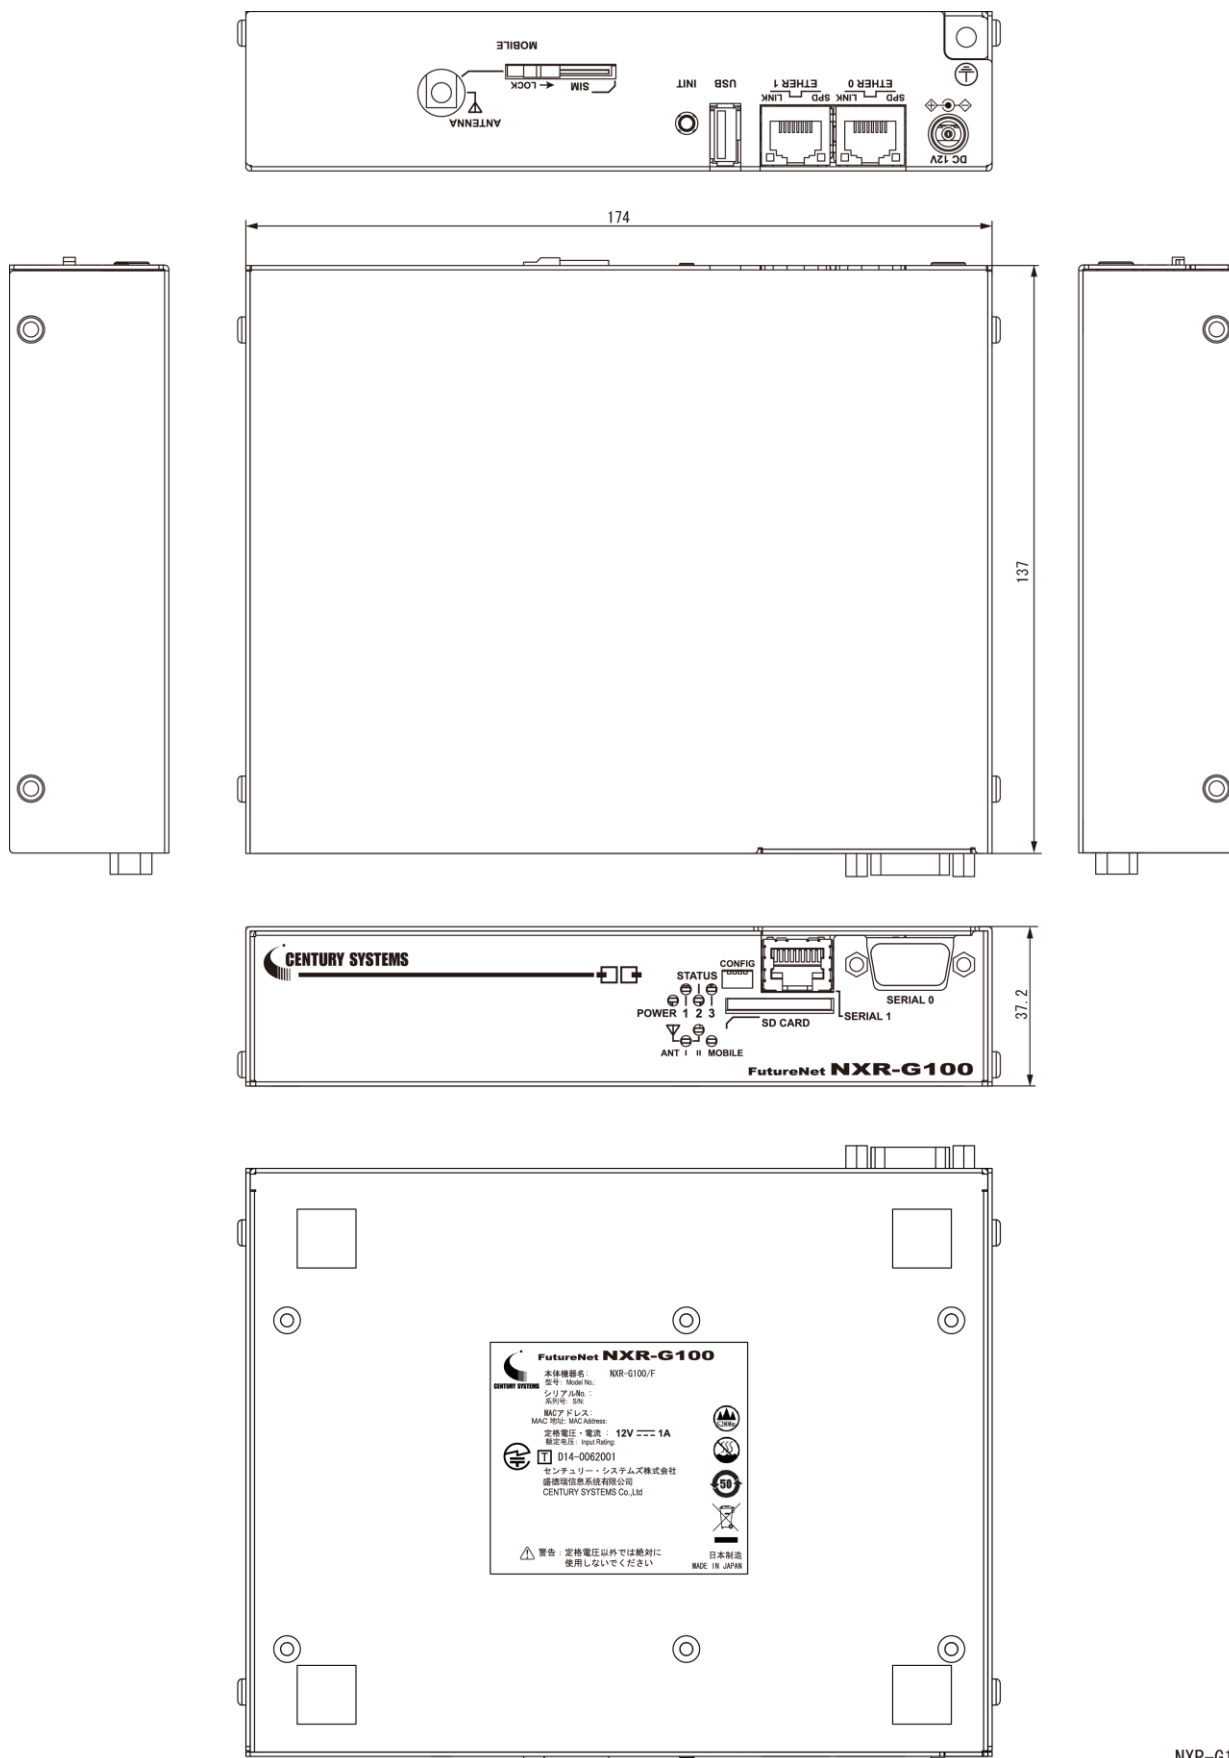 MOBILE
LOCK ← SIM
ANTENNA
INIT
USB
ETHER 1
LINK SPD
ETHER 0
LINK SPD
DC 12V
174
137
CENTURY SYSTEMS
CONFIG
STATUS
POWER 1 2 3
SD CARD
SERIAL 1
SERIAL 0
ANT I II MOBILE
FutureNet NXR-G100
37.2
FutureNet NXR-G100
CENTURY SYSTEMS
本体機器名: NXR-G100/F
型号: Model No.:
シリアルNo. :
系列号: S/N:
MACアドレス:
MAC 地址: MAC Address:
定格電圧・電流 : 12V 1A
额定电压: Input Rating:
T D14-0062001
センチュリー・システムズ株式会社
盛德瑞信息系统有限公司
CENTURY SYSTEMS Co.,Ltd
50
警告:定格電圧以外では絶対に
使用しないでください
日本制造
MADE IN JAPAN